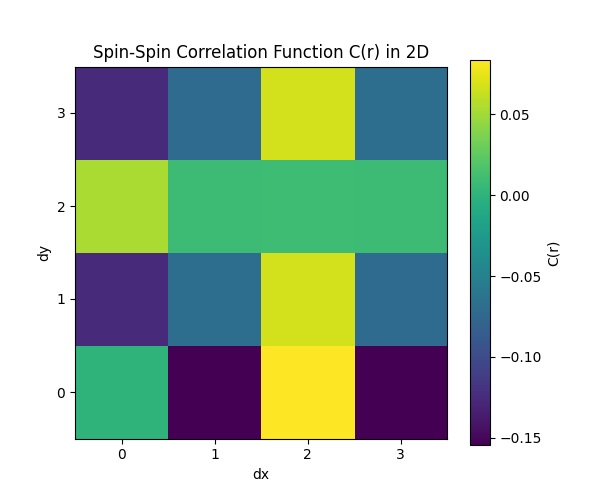 Spin-Spin Correlation Function C(r) in 2D
3
2
1
0
dy
0 1 2 3
dx
0.05
0.00
−0.05
−0.10
−0.15
C(r)